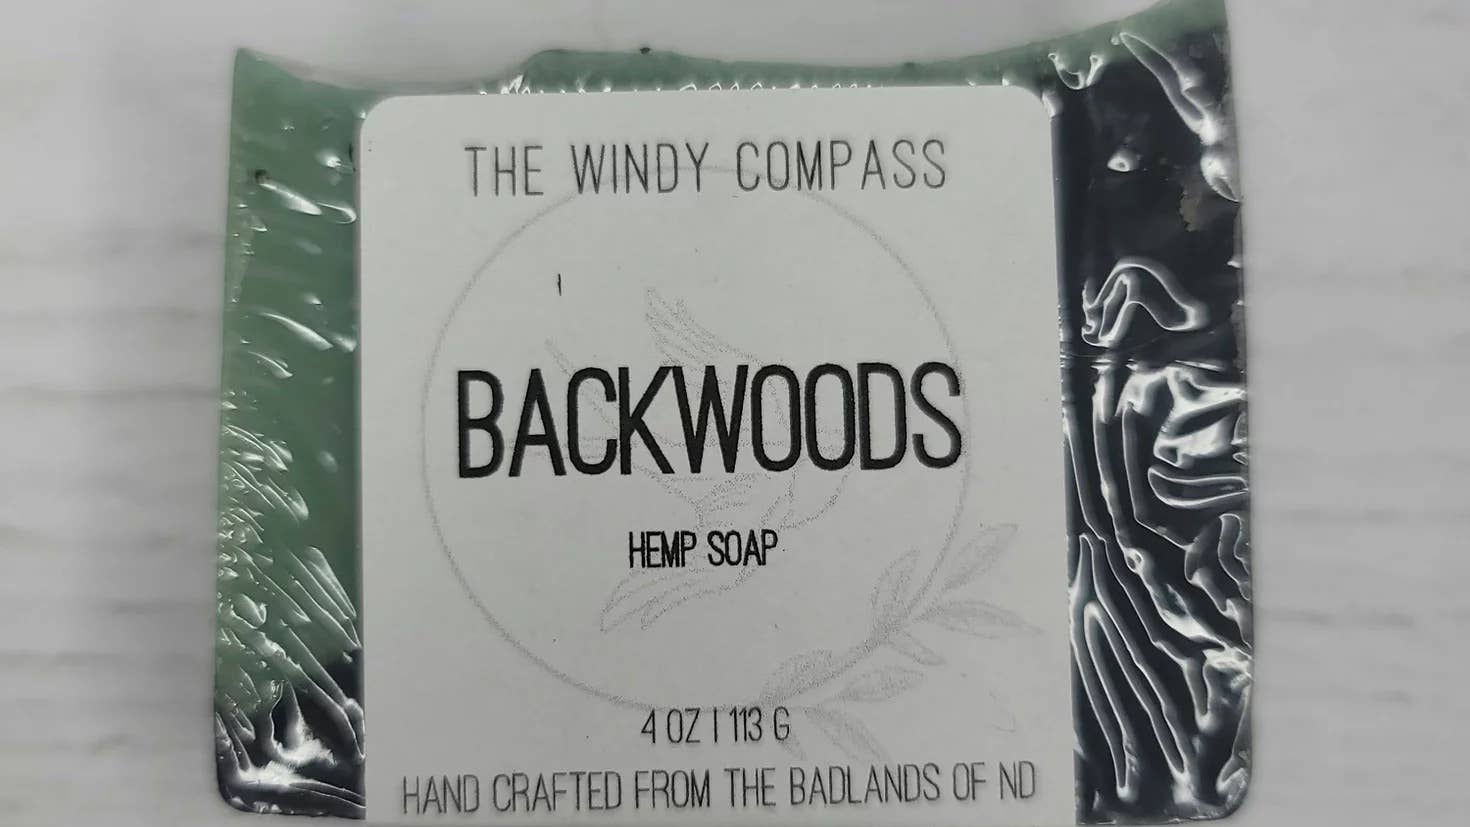 THE WINDY COMPASS
BACKWOODS
HEMP SOAP
4 OZ | 113 G
HAND CRAFTED FROM THE BADLANDS OF ND